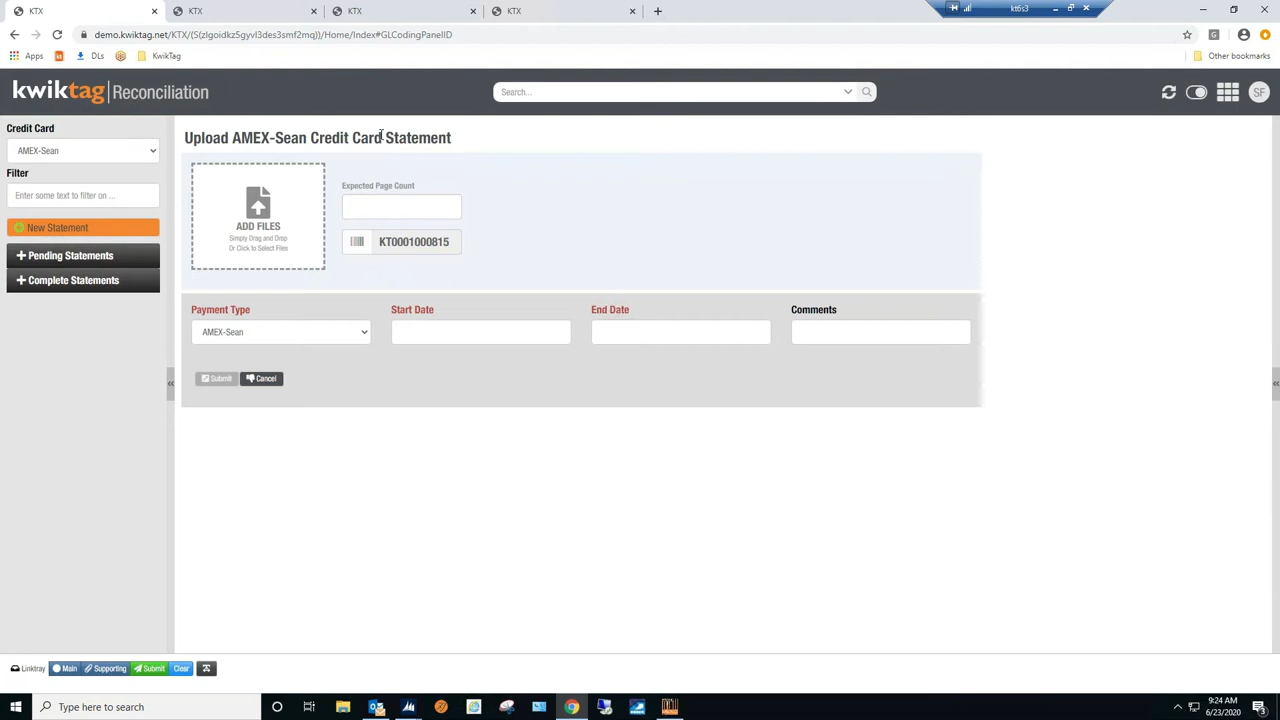 KTX
KTX
KTX
KTX
kt6s3
demo.kwiktag.net/KTX/(S(zlgoidkz5gyvl3des3smf2mq))/Home/Index#GLCodingPanelID
Apps
DLs
KwikTag
Other bookmarks
kwiktag|Reconciliation
Search...
SF
Credit Card
AMEX-Sean
Filter
Enter some text to filter on ...
New Statement
Pending Statements
Complete Statements
Upload AMEX-Sean Credit Card Statement
ADD FILES
Simply Drag and Drop
Or Click to Select Files
Expected Page Count
KT0001000815
Payment Type
Start Date
End Date
Comments
AMEX-Sean
Submit
Cancel
Linktray
Main
Supporting
Submit
Clear
Type here to search
9:24 AM
6/23/2020
3